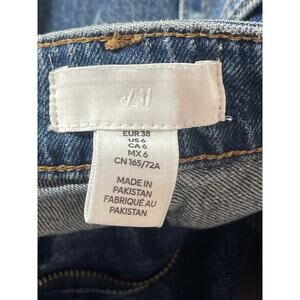 H&M
EUR 38
US 6
CA 6
MX 6
CN 165/72A
MADE IN
PAKISTAN
FABRIQUÉ AU
PAKISTAN